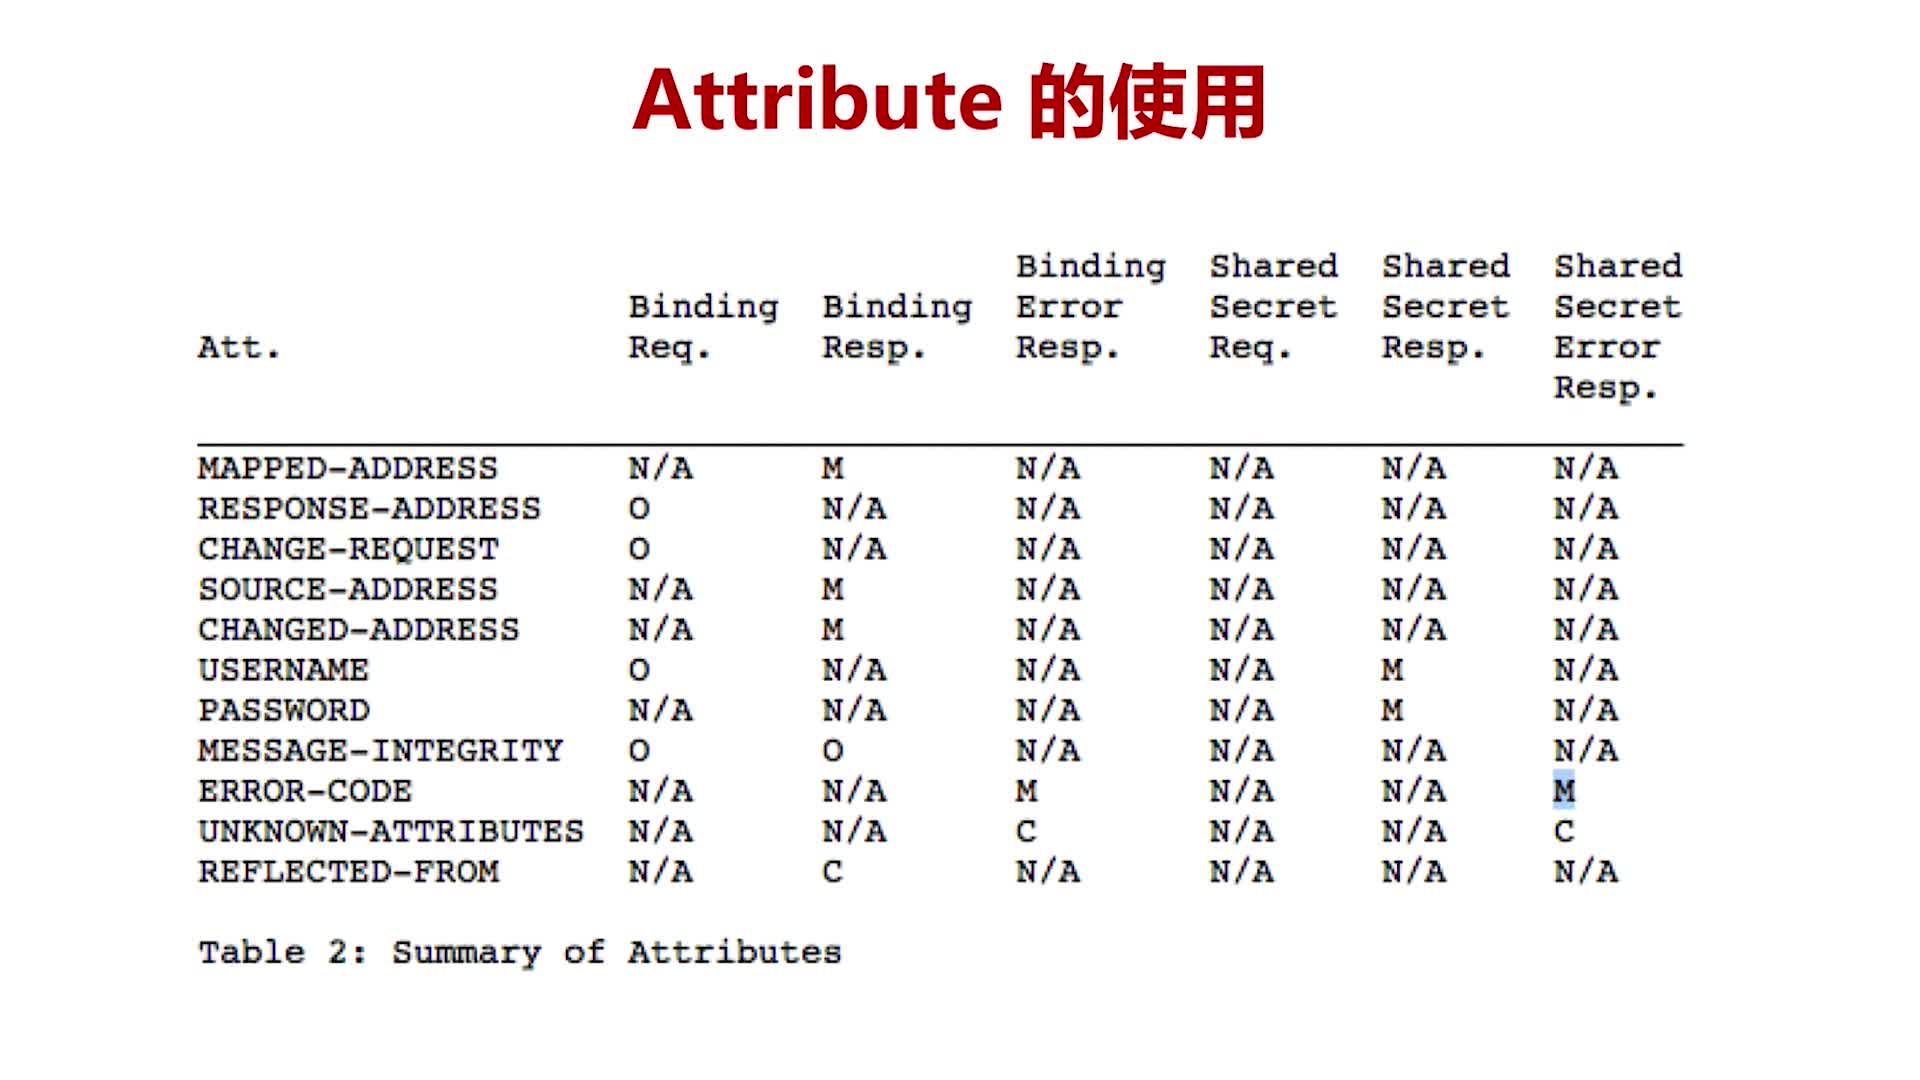 Attribute 的使用
Binding Shared Shared Shared
Binding Binding Error Secret Secret Secret
Att. Req. Resp. Resp. Req. Resp. Error
Resp.
MAPPED-ADDRESS N/A M N/A N/A N/A N/A
RESPONSE-ADDRESS O N/A N/A N/A N/A N/A
CHANGE-REQUEST O N/A N/A N/A N/A N/A
SOURCE-ADDRESS N/A M N/A N/A N/A N/A
CHANGED-ADDRESS N/A M N/A N/A N/A N/A
USERNAME O N/A N/A N/A M N/A
PASSWORD N/A N/A N/A N/A M N/A
MESSAGE-INTEGRITY O O N/A N/A N/A N/A
ERROR-CODE N/A N/A M N/A N/A M
UNKNOWN-ATTRIBUTES N/A N/A C N/A N/A C
REFLECTED-FROM N/A C N/A N/A N/A N/A
Table 2: Summary of Attributes